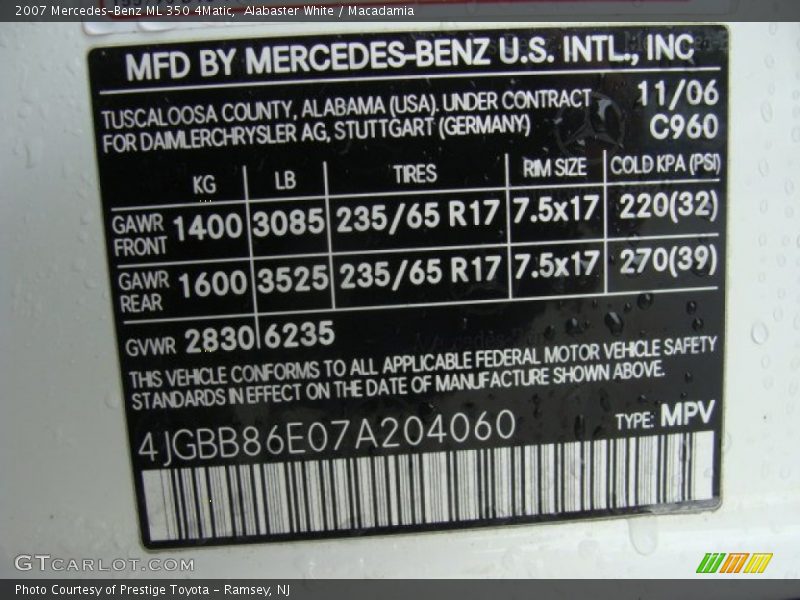 2007 Mercedes-Benz ML 350 4Matic,  Alabaster White / Macadamia
MFD BY MERCEDES-BENZ U.S. INTL., INC
TUSCALOOSA COUNTY, ALABAMA (USA). UNDER CONTRACT 11/06
FOR DAIMLERCHRYSLER AG, STUTTGART (GERMANY) C960
KG LB TIRES RIM SIZE COLD KPA (PSI)
GAWR FRONT 1400 3085 235/65 R17 7.5x17 220(32)
GAWR REAR 1600 3525 235/65 R17 7.5x17 270(39)
GVWR 2830 6235
THIS VEHICLE CONFORMS TO ALL APPLICABLE FEDERAL MOTOR VEHICLE SAFETY
STANDARDS IN EFFECT ON THE DATE OF MANUFACTURE SHOWN ABOVE.
4JGBB86E07A204060 TYPE: MPV
GTCARLOT.COM
Photo Courtesy of Prestige Toyota - Ramsey, NJ